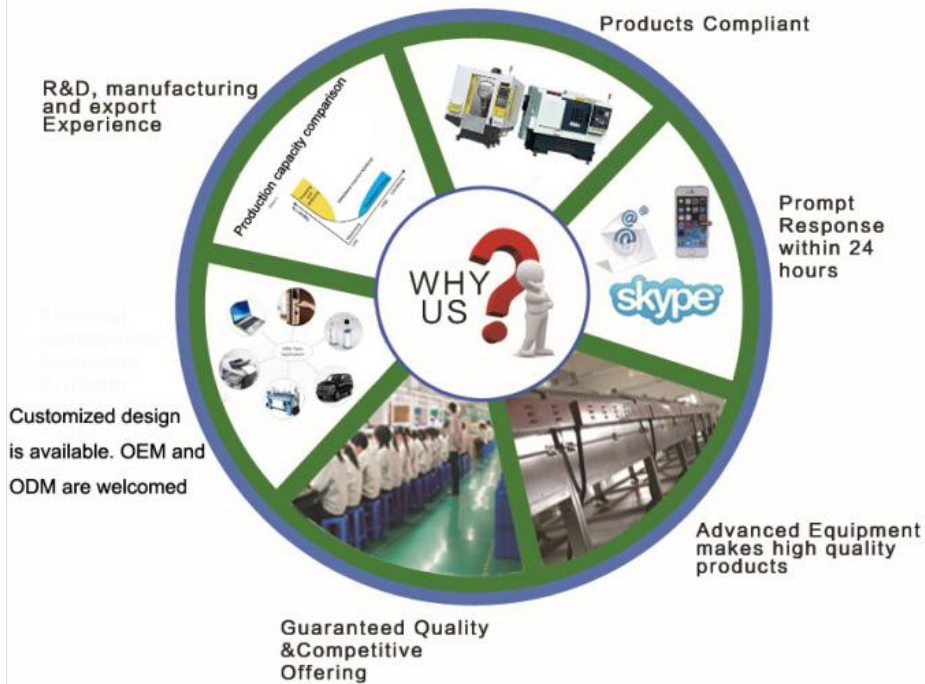 Products Compliant
R&D, manufacturing
and export
Experience
Production capacity comparison
Prompt
Response
within 24
hours
skype
WHY
US
Customized design
is available. OEM and
ODM are welcomed
Advanced Equipment
makes high quality
products
Guaranteed Quality
&Competitive
Offering